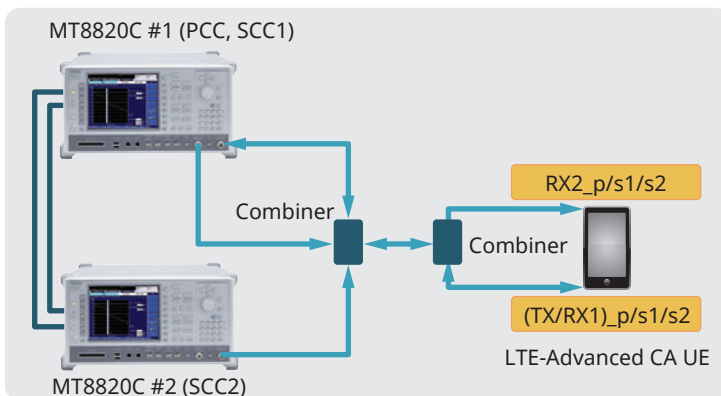 MT8820C #1 (PCC, SCC1)
RX2_p/s1/s2
Combiner
Combiner
(TX/RX1)_p/s1/s2
LTE-Advanced CA UE
MT8820C #2 (SCC2)